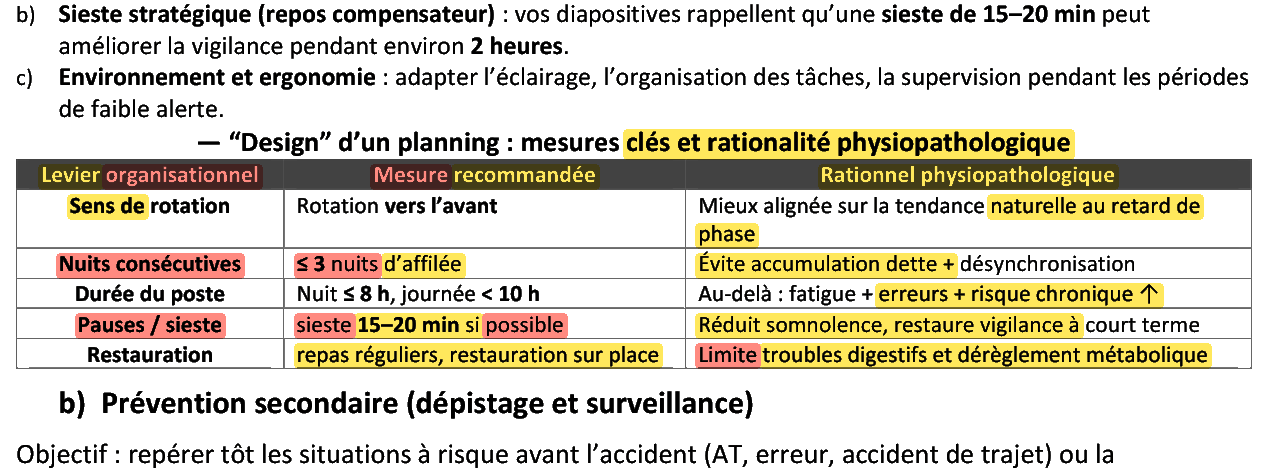 b) Sieste stratégique (repos compensateur) : vos diapositives rappellent qu’une sieste de 15–20 min peut
améliorer la vigilance pendant environ 2 heures.
c) Environnement et ergonomie : adapter l’éclairage, l’organisation des tâches, la supervision pendant les périodes
de faible alerte.
— “Design” d’un planning : mesures clés et rationalité physiopathologique
Levier organisationnel Mesure recommandée Rationnel physiopathologique
Sens de rotation Rotation vers l’avant Mieux alignée sur la tendance naturelle au retard de
phase
Nuits consécutives ≤ 3 nuits d’affilée Évite accumulation dette + désynchronisation
Durée du poste Nuit ≤ 8 h, journée < 10 h Au-delà : fatigue + erreurs + risque chronique ↑
Pauses / sieste sieste 15–20 min si possible Réduit somnolence, restaure vigilance à court terme
Restauration repas réguliers, restauration sur place Limite troubles digestifs et dérèglement métabolique
b) Prévention secondaire (dépistage et surveillance)
Objectif : repérer tôt les situations à risque avant l’accident (AT, erreur, accident de trajet) ou la